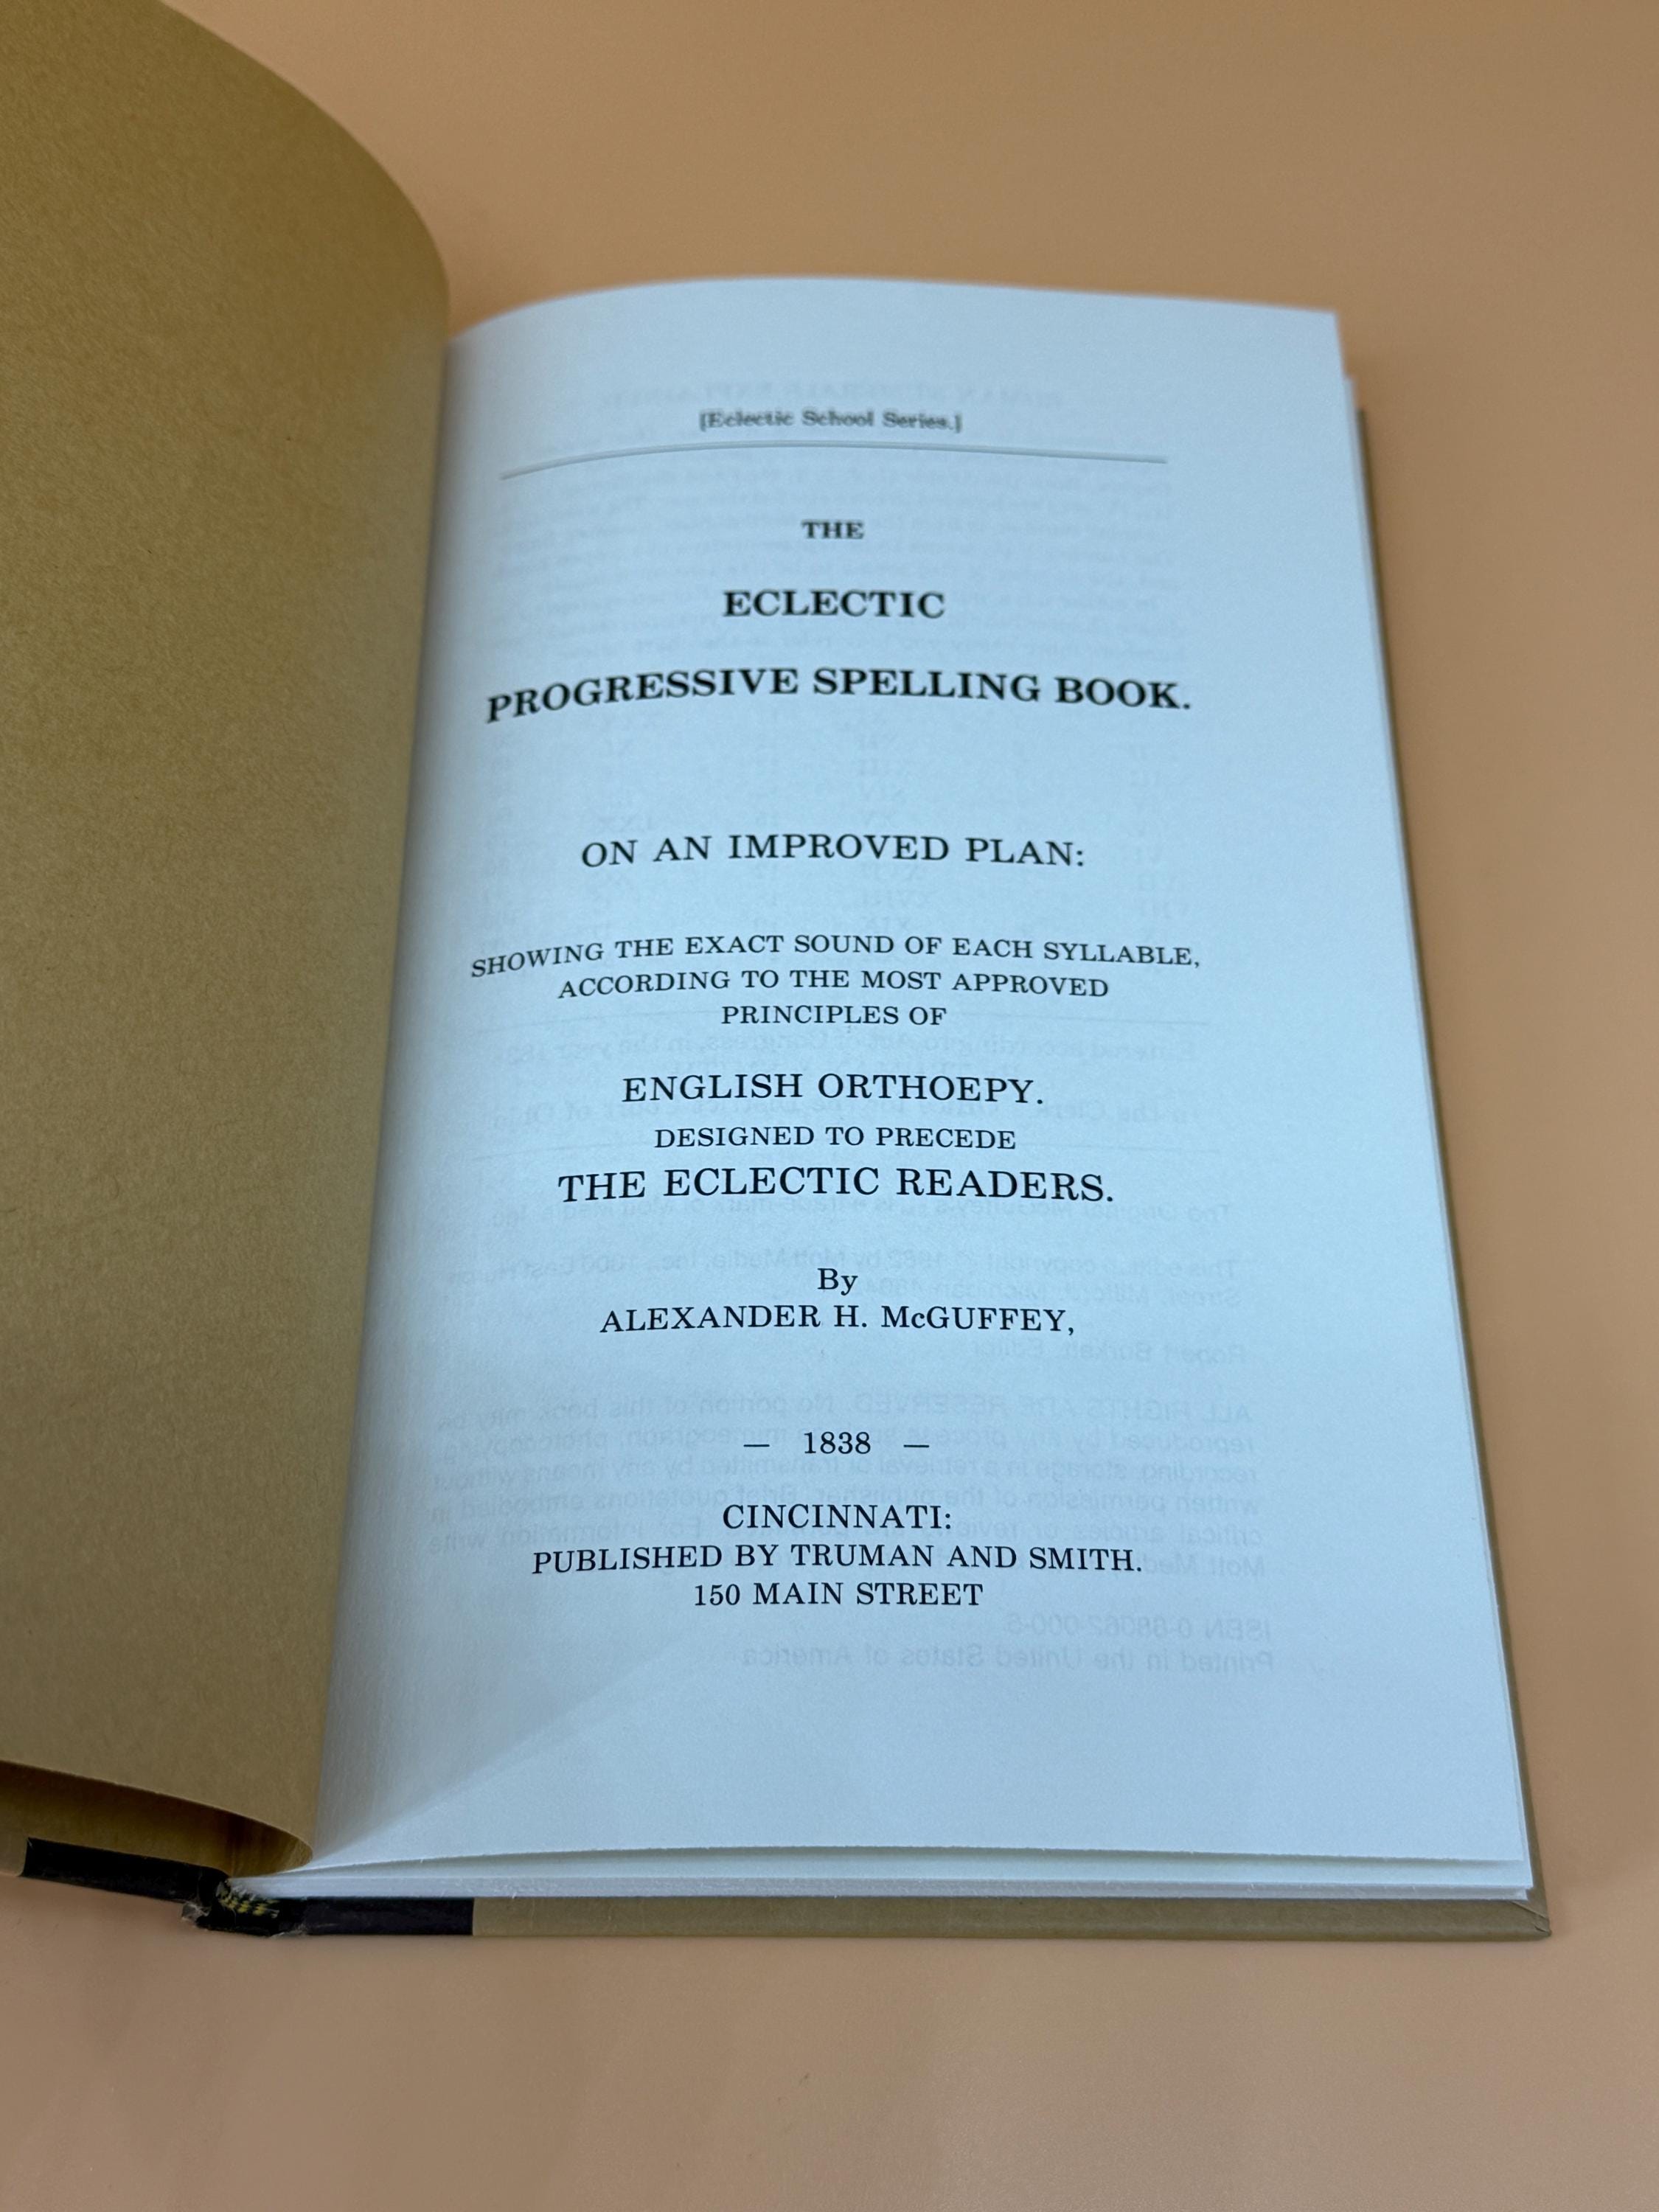 [Eclectic School Series.]
THE
ECLECTIC
PROGRESSIVE SPELLING BOOK.
ON AN IMPROVED PLAN:
SHOWING THE EXACT SOUND OF EACH SYLLABLE,
ACCORDING TO THE MOST APPROVED
PRINCIPLES OF
ENGLISH ORTHOEPY.
DESIGNED TO PRECEDE
THE ECLECTIC READERS.
By
ALEXANDER H. McGUFFEY,
— 1838 —
CINCINNATI:
PUBLISHED BY TRUMAN AND SMITH.
150 MAIN STREET